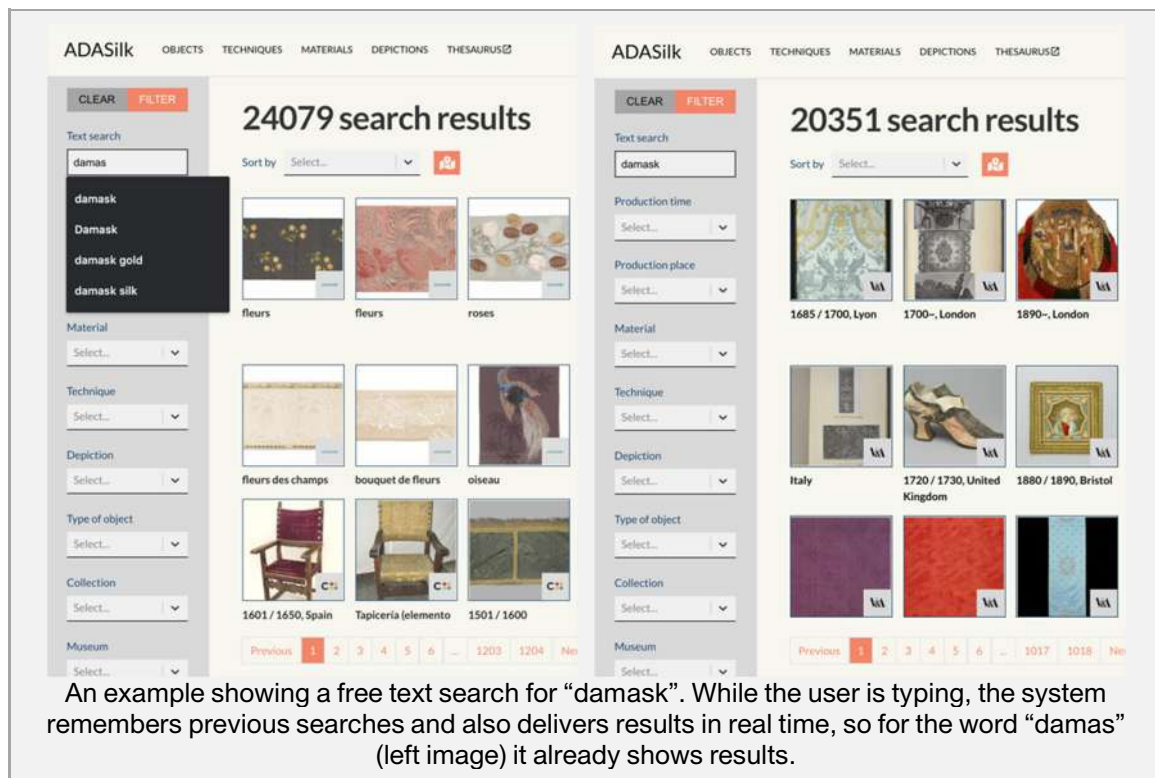 ADASilk OBJECTS TECHNIQUES MATERIALS DEPICTIONS THESAURUS
CLEAR FILTER
24079 search results
Text search
damas
Sort by Select...
damask
Damask
damask gold
damask silk
fleurs fleurs roses
Material
Select...
Technique
Select...
Depiction
Select...
fleurs des champs bouquet de fleurs oiseau
Type of object
Select...
Collection
Select...
1601 / 1650, Spain Tapicería (elemento 1501 / 1600
Museum
Select...
Previous 1 2 3 4 5 6 ... 1203 1204 Ne
ADASilk OBJECTS TECHNIQUES MATERIALS DEPICTIONS THESAURUS
CLEAR FILTER
20351 search results
Text search
damask
Sort by Select...
Production time
Select...
Production place
Select...
V&A V&A V&A
1685 / 1700, Lyon 1700~, London 1890~, London
Material
Select...
Technique
Select...
Depiction
Select...
V&A V&A V&A
Italy 1720 / 1730, United Kingdom 1880 / 1890, Bristol
Type of object
Select...
Collection
Select...
V&A V&A V&A
Museum
Select...
Previous 1 2 3 4 5 6 ... 1017 1018 Ne
An example showing a free text search for “damask”. While the user is typing, the system
remembers previous searches and also delivers results in real time, so for the word “damas”
(left image) it already shows results.